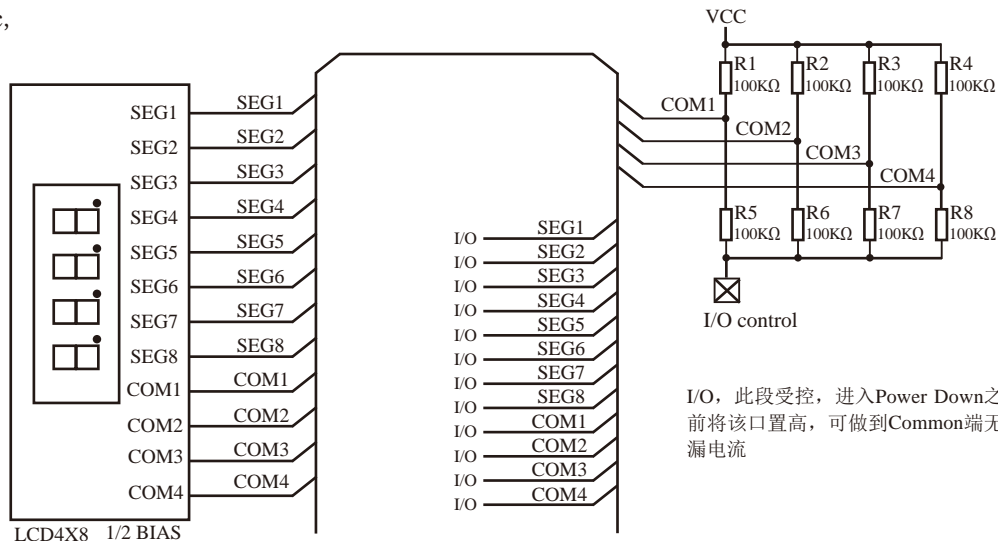 c,
SEG1
SEG2
SEG3
SEG4
SEG5
SEG6
SEG7
SEG8
COM1
COM2
COM3
COM4
LCD4X8 1/2 BIAS
SEG1
SEG2
SEG3
SEG4
SEG5
SEG6
SEG7
SEG8
COM1
COM2
COM3
COM4
I/O SEG1
I/O SEG2
I/O SEG3
I/O SEG4
I/O SEG5
I/O SEG6
I/O SEG7
I/O SEG8
I/O COM1
I/O COM2
I/O COM3
I/O COM4
COM1
COM2
COM3
COM4
VCC
R1 R2 R3 R4
100KΩ 100KΩ 100KΩ 100KΩ
R5 R6 R7 R8
100KΩ 100KΩ 100KΩ 100KΩ
I/O control
I/O，此段受控，进入Power Down之
前将该口置高，可做到Common端无
漏电流